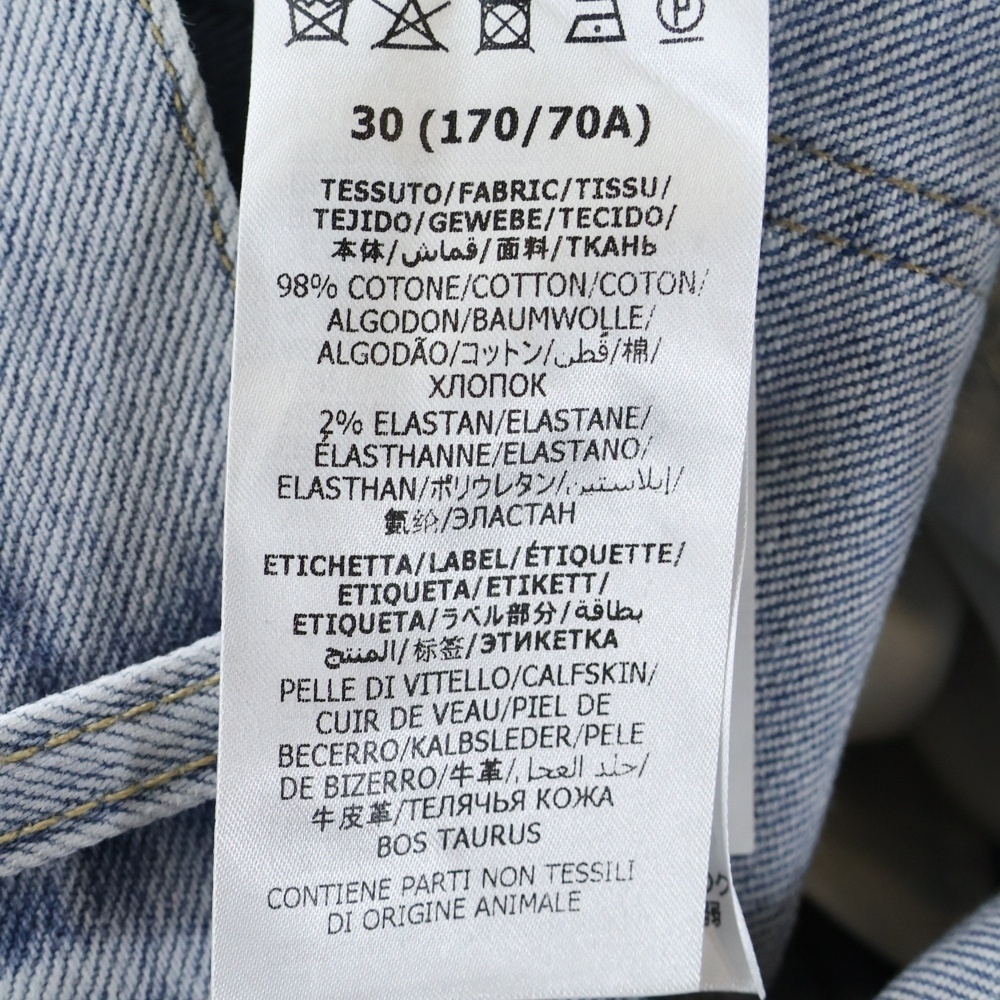 P
30 (170/70A)
TESSUTO/FABRIC/TISSU/
TEJIDO/GEWEBE/TECIDO/
本体/قماش/面料/ТКАНЬ
98% COTONE/COTTON/COTON/
ALGODON/BAUMWOLLE/
ALGODÃO/コットン/قطن/棉/
ХЛОПОК
2% ELASTAN/ELASTANE/
ÉLASTHANNE/ELASTANO/
ELASTHAN/ポリウレタン/إيلاستين/
氨纶/ЭЛАСТАН
ETICHETTA/LABEL/ÉTIQUETTE/
ETIQUETA/ETIKETT/
ETIQUETA/ラベル部分/بطاقة
المنتج/标签/ЭТИКЕТКА
PELLE DI VITELLO/CALFSKIN/
CUIR DE VEAU/PIEL DE
BECERRO/KALBSLEDER/PELE
DE BIZERRO/牛革/جلد العجل/
牛皮革/ТЕЛЯЧЬЯ КОЖА
BOS TAURUS
CONTIENE PARTI NON TESSILI
DI ORIGINE ANIMALE